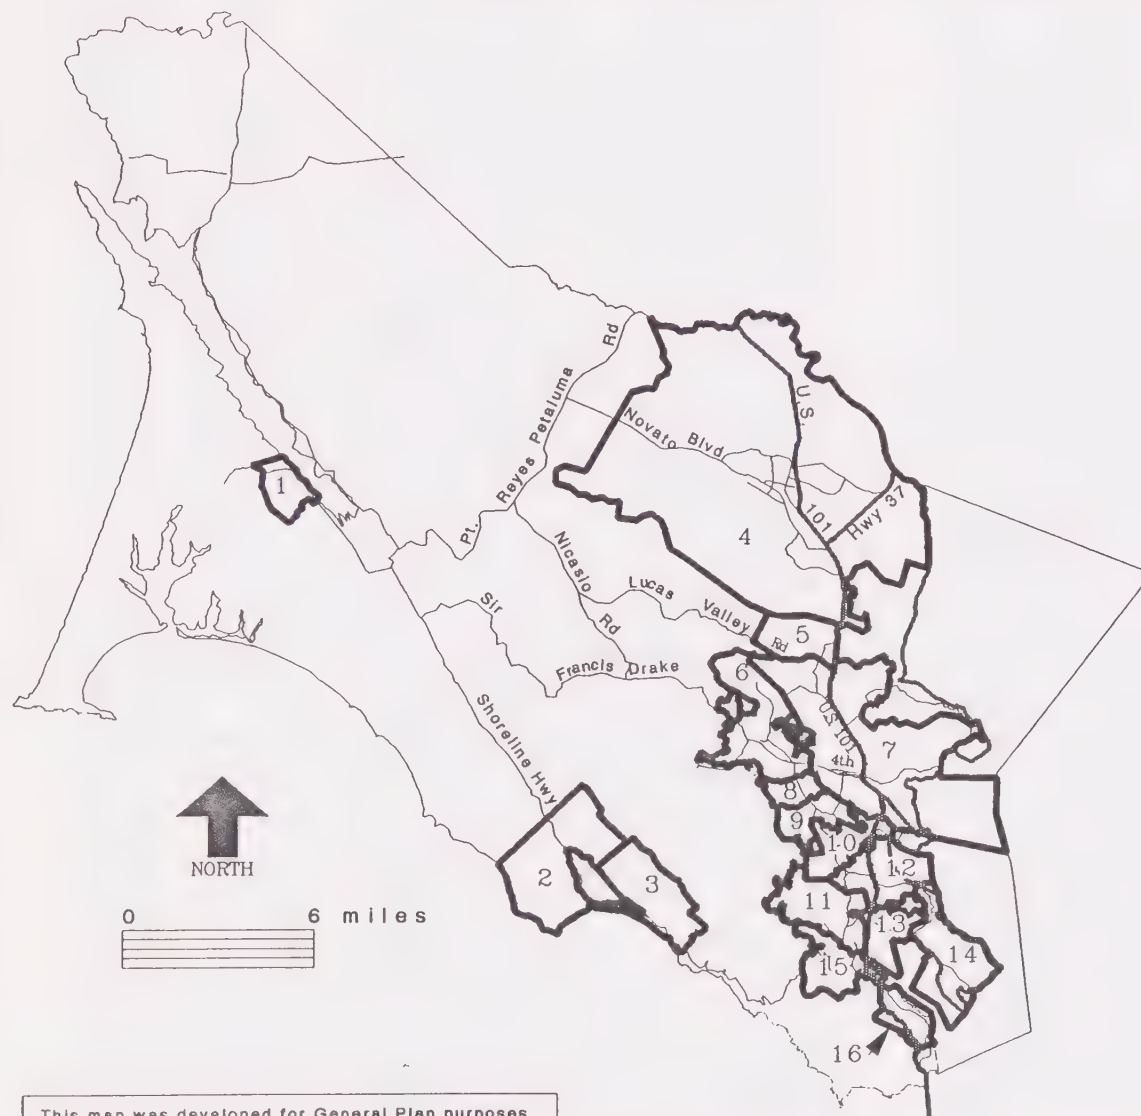 Pt. Reyes Petaluma Rd
U.S.
101
Novato Blvd
Hwy 37
1
4
Nicasio Rd
Lucas Valley Rd
5
Sir Francis Drake
6
US 101
7
4th
Shoreline Hwy
8
9
10
12
2
3
11
13
14
15
16
NORTH
0 6 miles
This map was developed for General Plan purposes